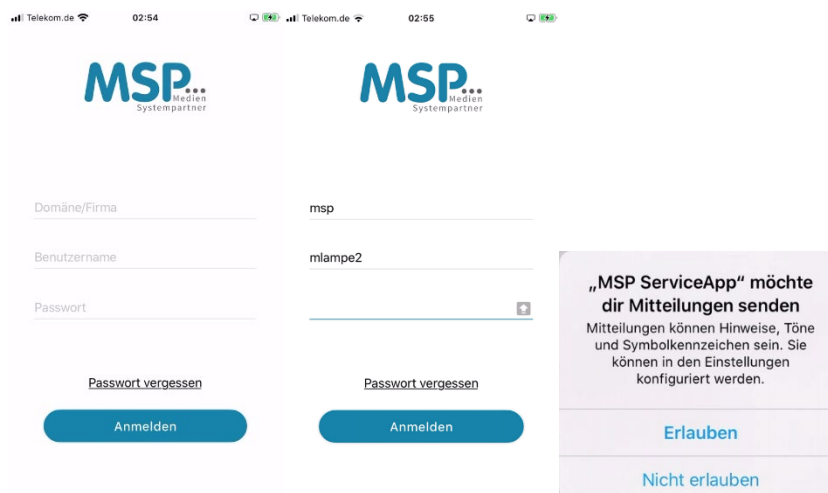 Telekom.de 02:54
MSP...
Medien
Systempartner
Domäne/Firma
Benutzername
Passwort
Passwort vergessen
Anmelden
Telekom.de 02:55
MSP...
Medien
Systempartner
msp
mlampe2
Passwort vergessen
Anmelden
„MSP ServiceApp“ möchte
dir Mitteilungen senden
Mitteilungen können Hinweise, Töne
und Symbolkennzeichen sein. Sie
können in den Einstellungen
konfiguriert werden.
Erlauben
Nicht erlauben